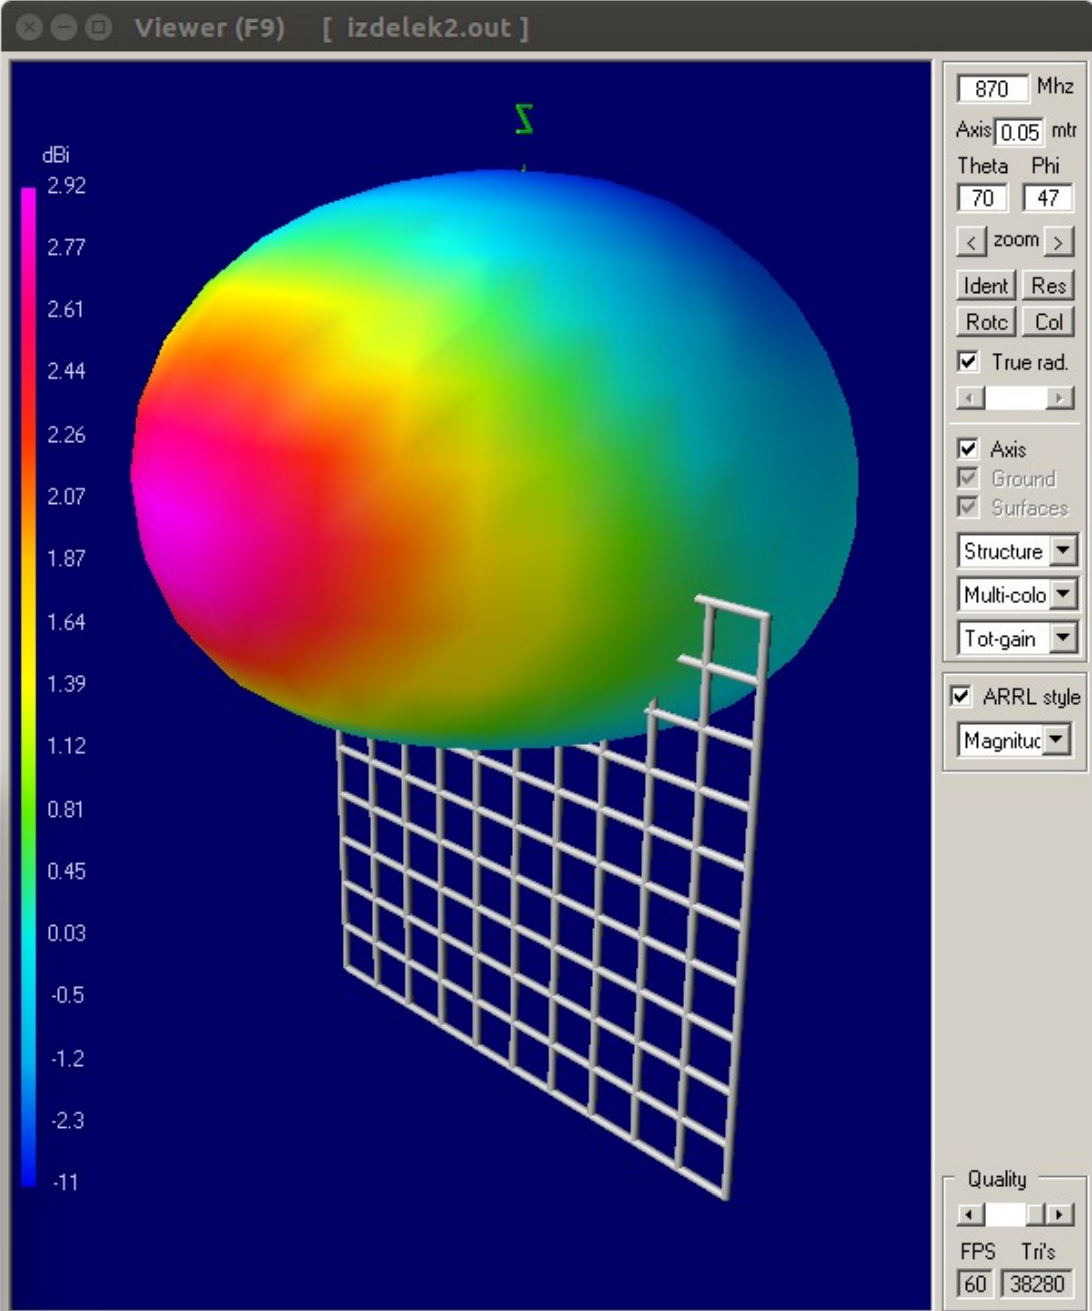 Viewer (F9) [ izdelek2.out ]
Z
dBi
2.92
2.77
2.61
2.44
2.26
2.07
1.87
1.64
1.39
1.12
0.81
0.45
0.03
-0.5
-1.2
-2.3
-11
870 Mhz
Axis 0.05 mtr
Theta Phi
70 47
< zoom >
Ident Res
Rotc Col
True rad.
Axis
Ground
Surfaces
Structure
Multi-colo
Tot-gain
ARRL style
Magnituc
Quality
FPS Tri's
60 38280